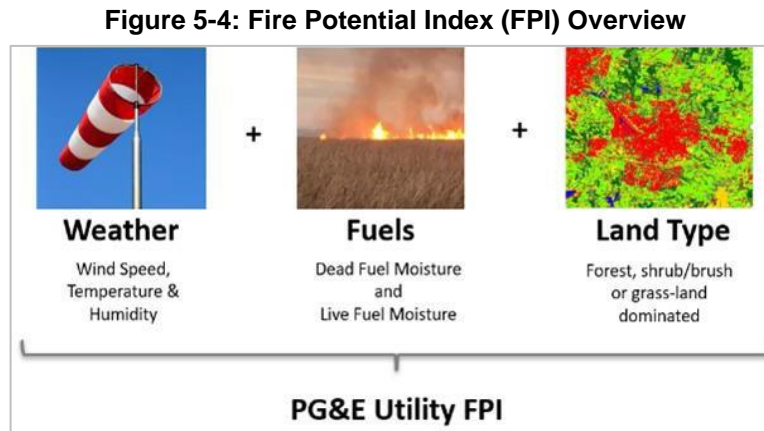 Figure 5-4: Fire Potential Index (FPI) Overview
+
+
Weather
Wind Speed,
Temperature &
Humidity
Fuels
Dead Fuel Moisture
and
Live Fuel Moisture
Land Type
Forest, shrub/brush
or grass-land
dominated
PG&E Utility FPI